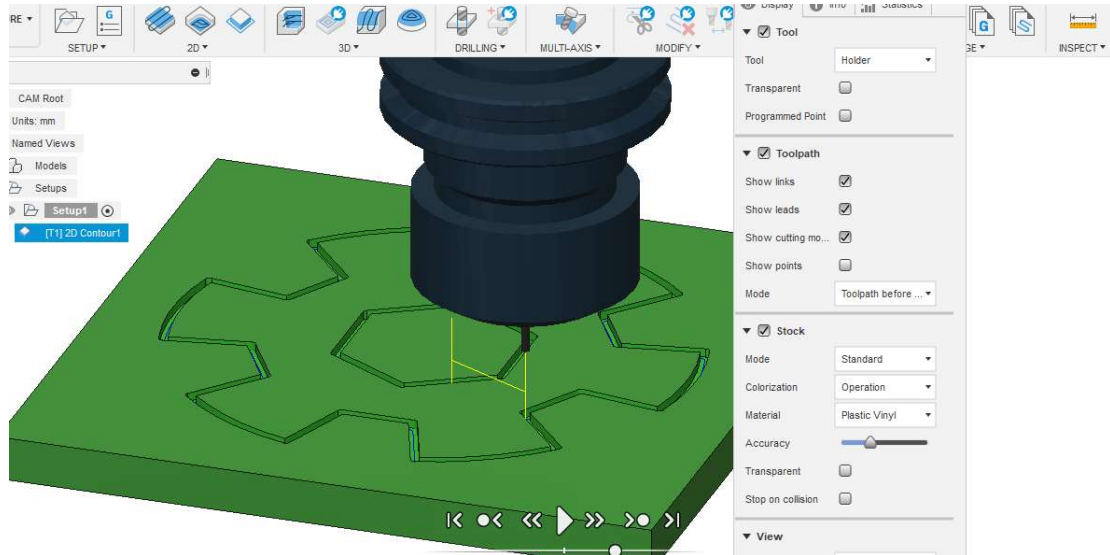 RE ▾
G
SETUP ▾
2D ▾
3D ▾
DRILLING ▾
MULTI-AXIS ▾
MODIFY ▾
G
GE ▾
INSPECT ▾
CAM Root
Units: mm
Named Views
Models
Setups
Setup1
[T1] 2D Contour1
Display
Info
Statistics
Tool
Tool Holder
Transparent
Programmed Point
Toolpath
Show links
Show leads
Show cutting mo...
Show points
Mode Toolpath before ...
Stock
Mode Standard
Colorization Operation
Material Plastic Vinyl
Accuracy
Transparent
Stop on collision
View